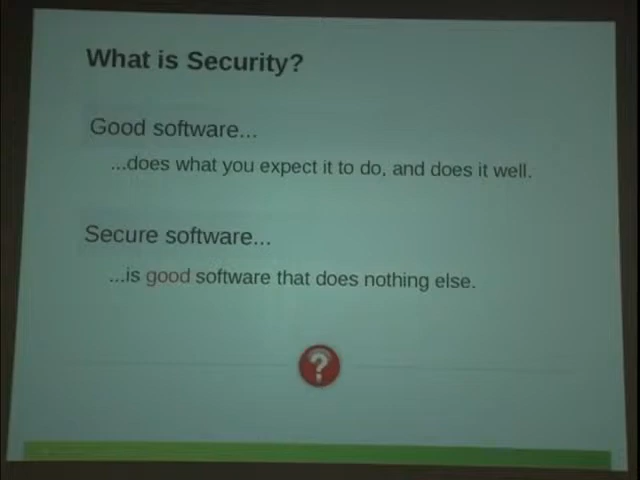 What is Security?
Good software...
...does what you expect it to do, and does it well.
Secure software...
...is good software that does nothing else.
?